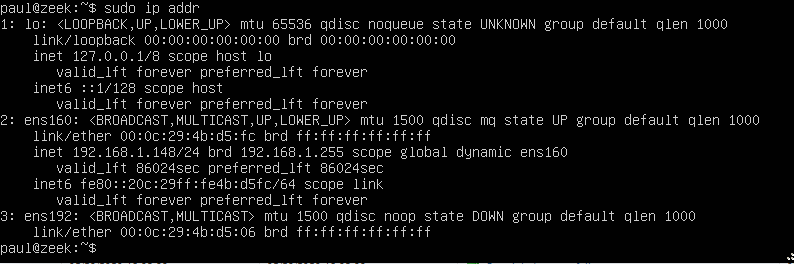 paul@zeek:~$ sudo ip addr
1: lo: <LOOPBACK,UP,LOWER_UP> mtu 65536 qdisc noqueue state UNKNOWN group default qlen 1000
link/loopback 00:00:00:00:00:00 brd 00:00:00:00:00:00
inet 127.0.0.1/8 scope host lo
valid_lft forever preferred_lft forever
inet6 ::1/128 scope host
valid_lft forever preferred_lft forever
2: ens160: <BROADCAST,MULTICAST,UP,LOWER_UP> mtu 1500 qdisc mq state UP group default qlen 1000
link/ether 00:0c:29:4b:d5:fc brd ff:ff:ff:ff:ff:ff
inet 192.168.1.148/24 brd 192.168.1.255 scope global dynamic ens160
valid_lft 86024sec preferred_lft 86024sec
inet6 fe80::20c:29ff:fe4b:d5fc/64 scope link
valid_lft forever preferred_lft forever
3: ens192: <BROADCAST,MULTICAST> mtu 1500 qdisc noop state DOWN group default qlen 1000
link/ether 00:0c:29:4b:d5:06 brd ff:ff:ff:ff:ff:ff
paul@zeek:~$